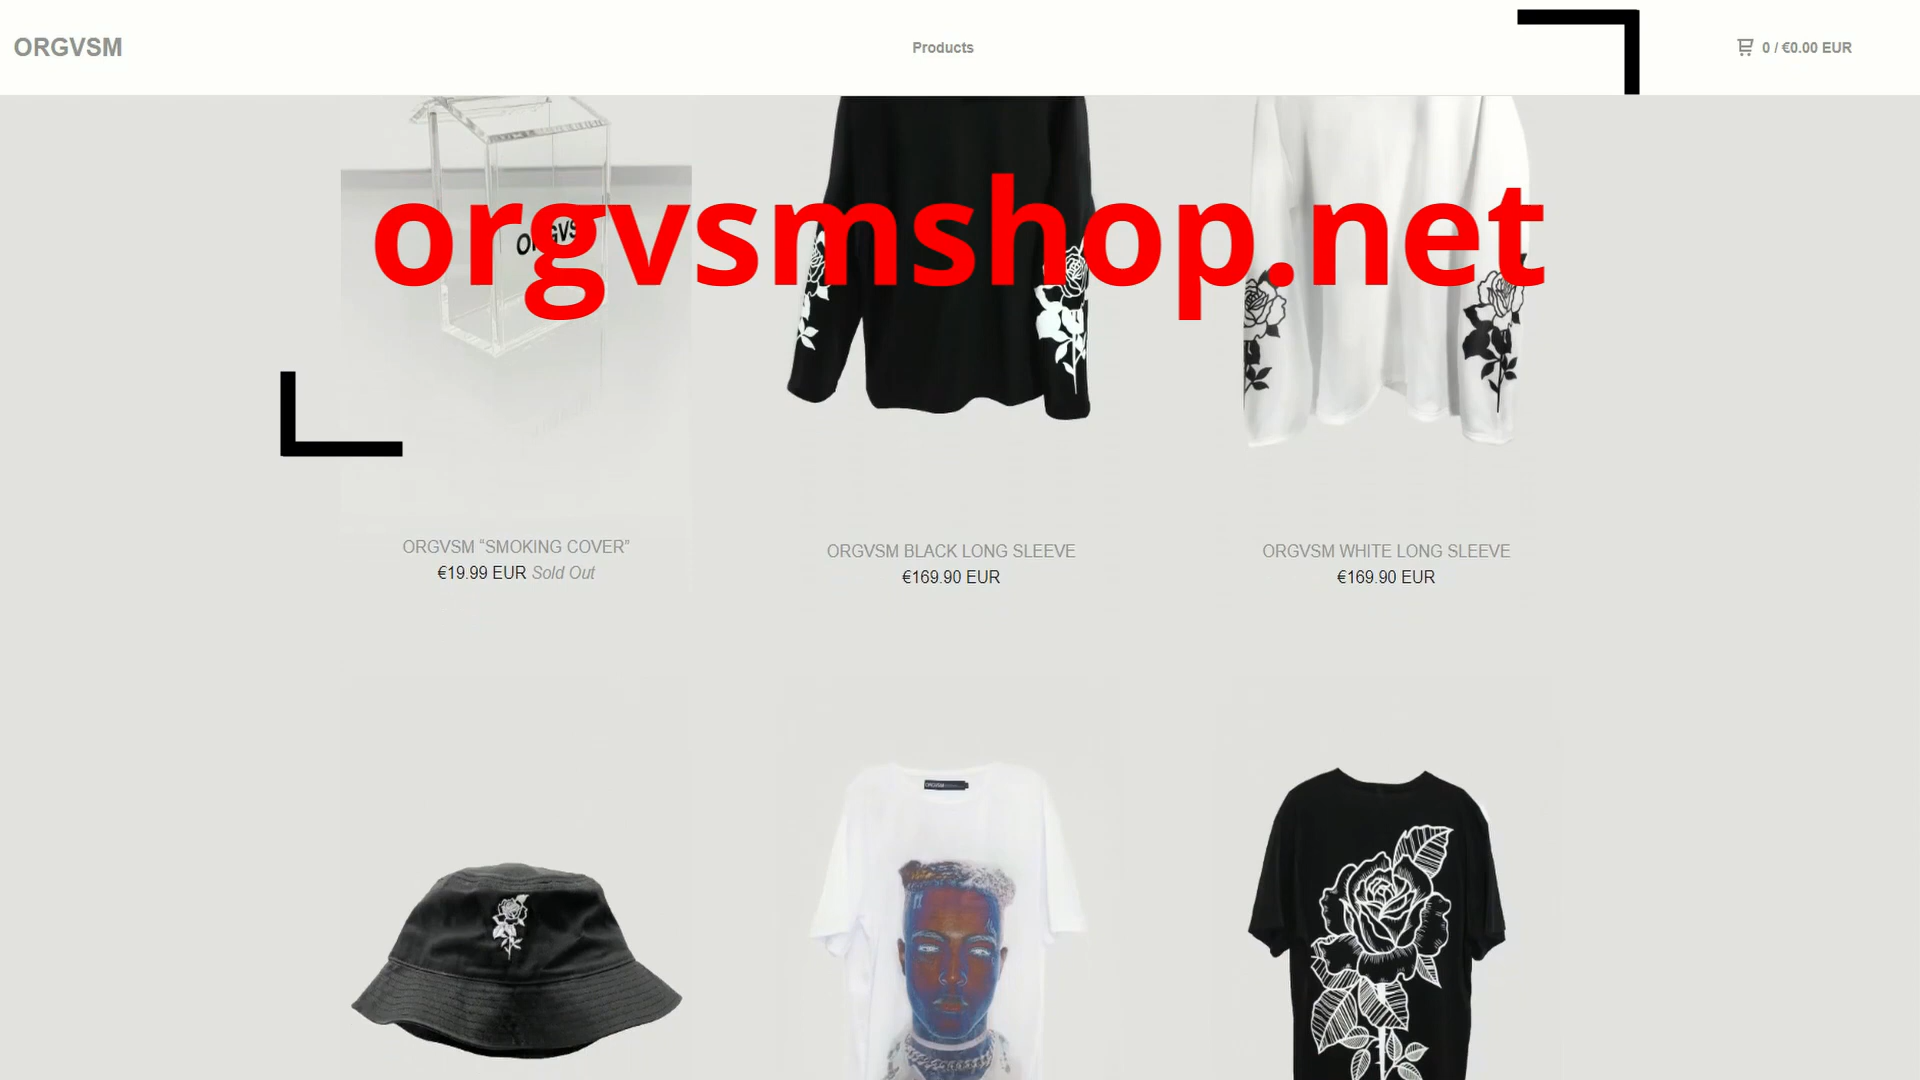 ORGVSM
Products
0 / €0.00 EUR
orgvsmshop.net
ORGVSM “SMOKING COVER”
€19.99 EUR Sold Out
ORGVSM BLACK LONG SLEEVE
€169.90 EUR
ORGVSM WHITE LONG SLEEVE
€169.90 EUR